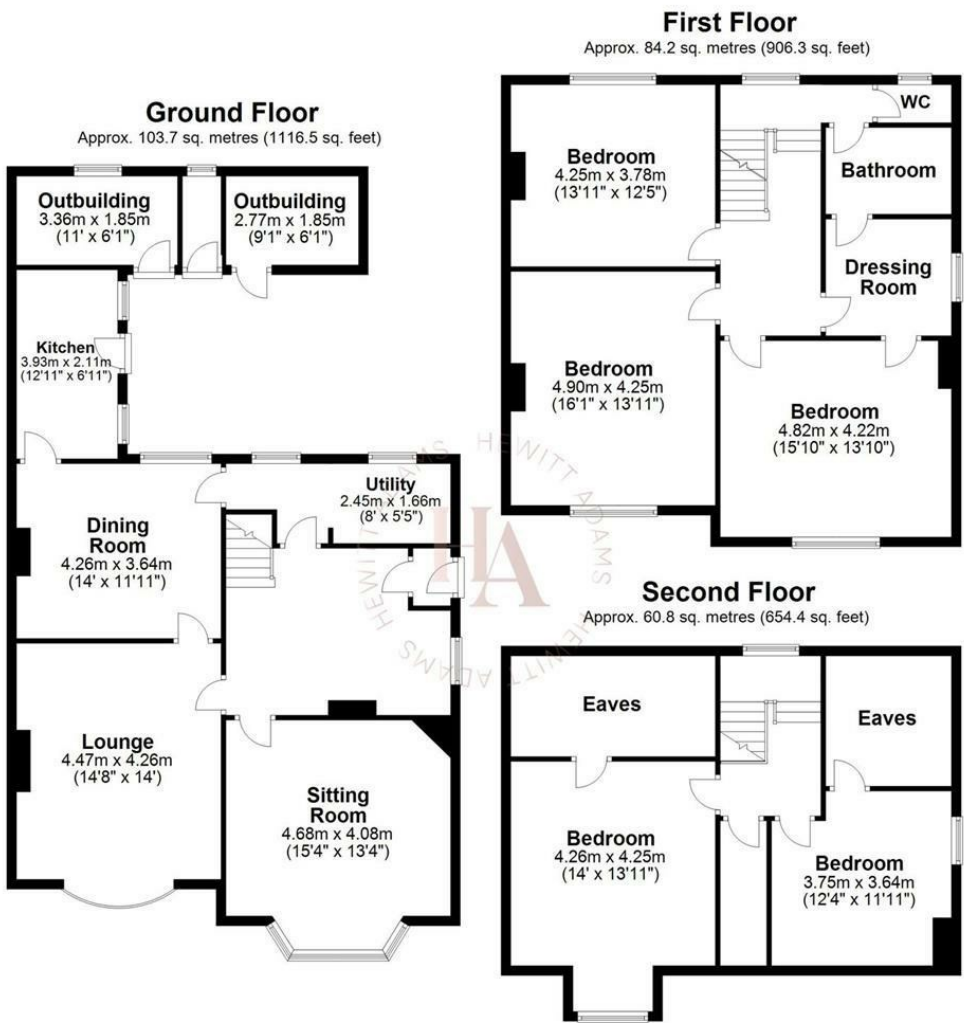 Ground Floor
Approx. 103.7 sq. metres (1116.5 sq. feet)
Outbuilding
3.36m x 1.85m
(11' x 6'1")
Outbuilding
2.77m x 1.85m
(9'1" x 6'1")
Kitchen
3.93m x 2.11m
(12'11" x 6'11")
Utility
2.45m x 1.66m
(8' x 5'5")
Dining
Room
4.26m x 3.64m
(14' x 11'11")
Lounge
4.47m x 4.26m
(14'8" x 14')
Sitting
Room
4.68m x 4.08m
(15'4" x 13'4")
First Floor
Approx. 84.2 sq. metres (906.3 sq. feet)
WC
Bedroom
4.25m x 3.78m
(13'11" x 12'5")
Bathroom
Dressing
Room
Bedroom
4.90m x 4.25m
(16'1" x 13'11")
Bedroom
4.82m x 4.22m
(15'10" x 13'10")
Second Floor
Approx. 60.8 sq. metres (654.4 sq. feet)
Eaves
Eaves
Bedroom
4.26m x 4.25m
(14' x 13'11")
Bedroom
3.75m x 3.64m
(12'4" x 11'11")
HA
HEWITT ADAMS HEWITT ADAMS HEWITT ADAMS